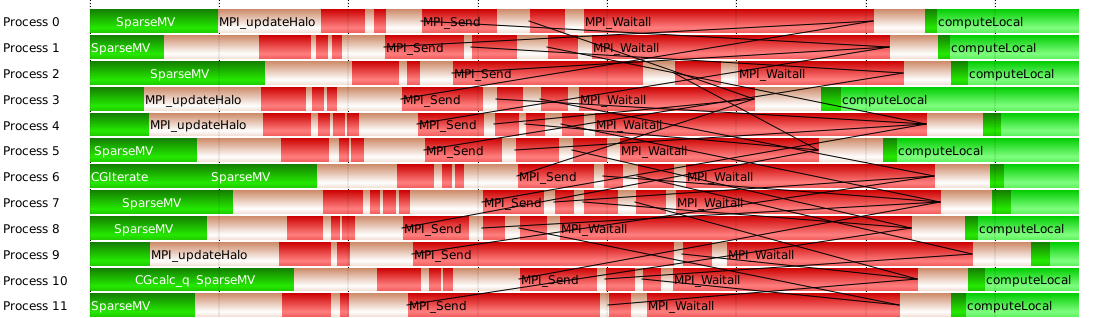 Process 0 SparseMV MPI_updateHalo MPI_Send MPI_Waitall computeLocal
Process 1 SparseMV MPI_Send MPI_Waitall computeLocal
Process 2 SparseMV MPI_Send MPI_Waitall computeLocal
Process 3 MPI_updateHalo MPI_Send MPI_Waitall computeLocal
Process 4 MPI_updateHalo MPI_Send MPI_Waitall
Process 5 SparseMV MPI_Send MPI_Waitall computeLocal
Process 6 CGIterate SparseMV MPI_Send MPI_Waitall
Process 7 SparseMV MPI_Send MPI_Waitall
Process 8 SparseMV MPI_Send MPI_Waitall computeLocal
Process 9 MPI_updateHalo MPI_Send MPI_Waitall
Process 10 CGcalc_q SparseMV MPI_Send MPI_Waitall computeLocal
Process 11 SparseMV MPI_Send MPI_Waitall computeLocal